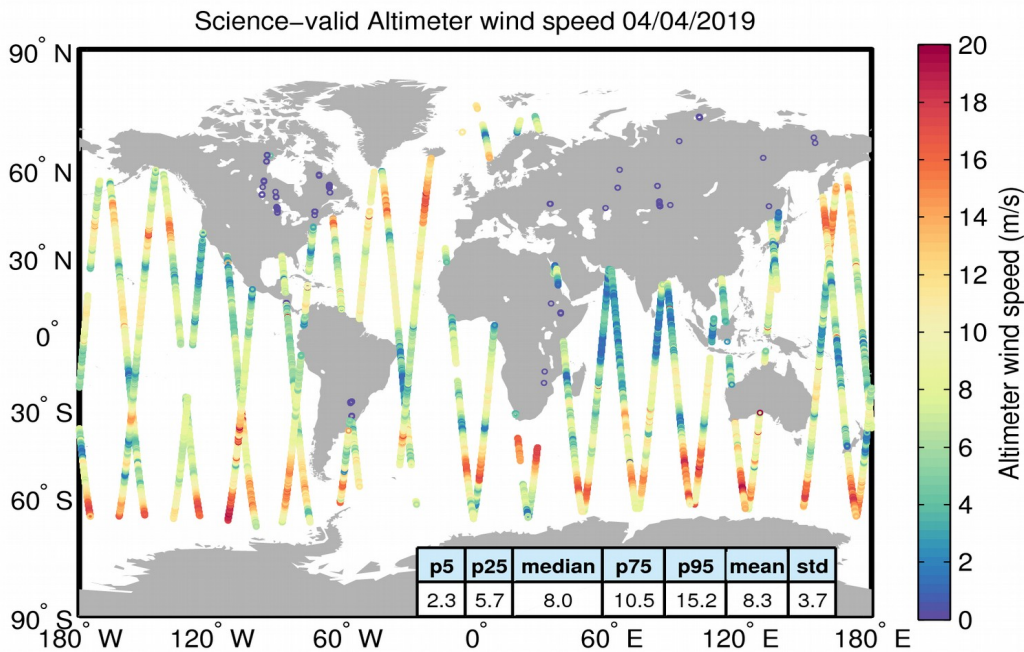 Science−valid Altimeter wind speed 04/04/2019
90° N
60° N
30° N
0°
30° S
60° S
90° S
180° W
120° W
60° W
0°
60° E
120° E
180° E
p5 p25 median p75 p95 mean std
2.3 5.7 8.0 10.5 15.2 8.3 3.7
20
18
16
14
12
10
8
6
4
2
0
Altimeter wind speed (m/s)